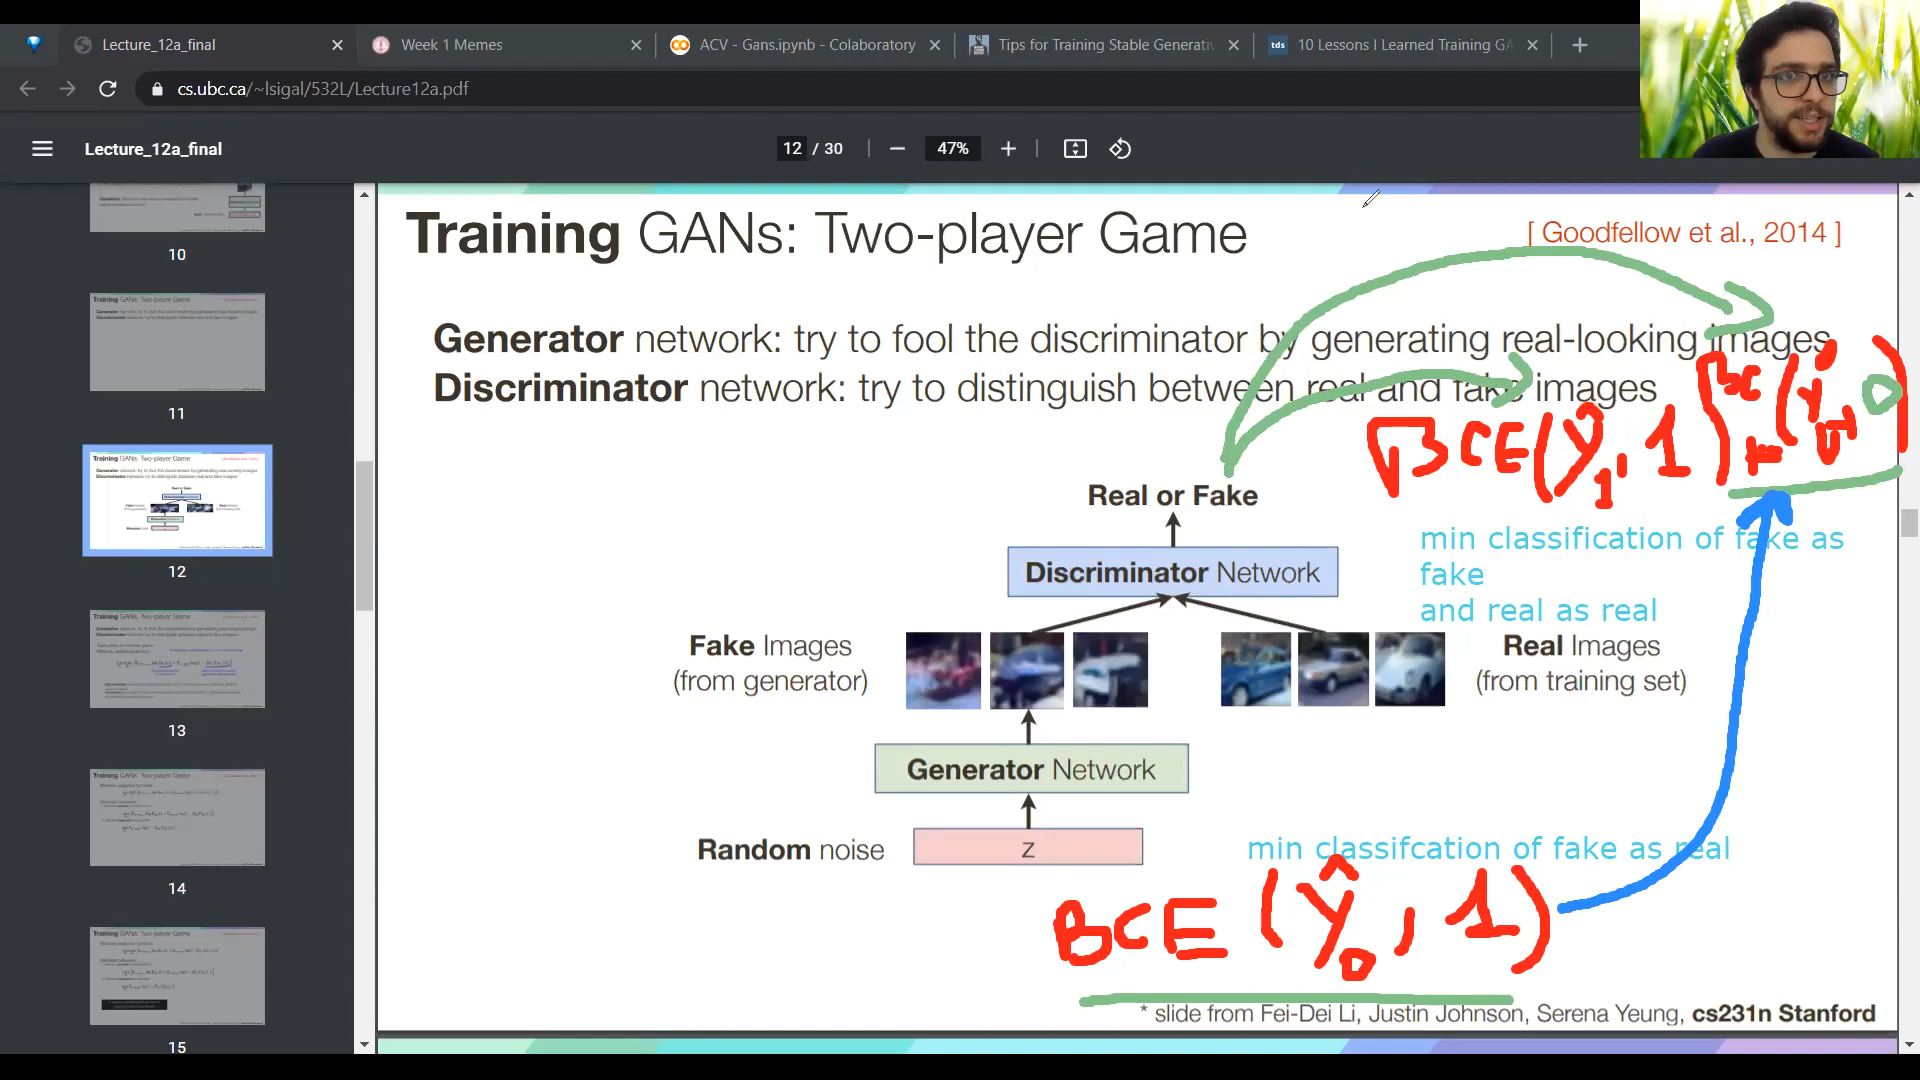 Lecture_12a_final
Week 1 Memes
ACV - Gans.ipynb - Colaboratory
Tips for Training Stable Generati
tds 10 Lessons I Learned Training GA
cs.ubc.ca/~lsigal/532L/Lecture12a.pdf
Lecture_12a_final
12 / 30
47%
10
11
12
13
14
15
Training GANs: Two-player Game
[ Goodfellow et al., 2014 ]
Generator network: try to fool the discriminator by generating real-looking images
Discriminator network: try to distinguish between real and fake images
BCE(ŷ1, 1)
Real or Fake
min classification of fake as
fake
and real as real
Discriminator Network
Fake Images
(from generator)
Real Images
(from training set)
Generator Network
Random noise
z
min classifcation of fake as real
BCE (ŷ0, 1)
* slide from Fei-Dei Li, Justin Johnson, Serena Yeung, cs231n Stanford